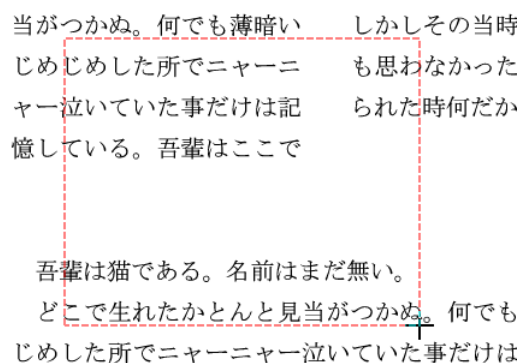 当がつかぬ。何でも薄暗い
じめじめした所でニャーニ
ャー泣いていた事だけは記
憶している。吾輩はここで
しかしその当時
も思わなかった
られた時何だか
吾輩は猫である。名前はまだ無い。
どこで生れたかとんと見当がつかぬ。何でも
じめした所でニャーニャー泣いていた事だけは